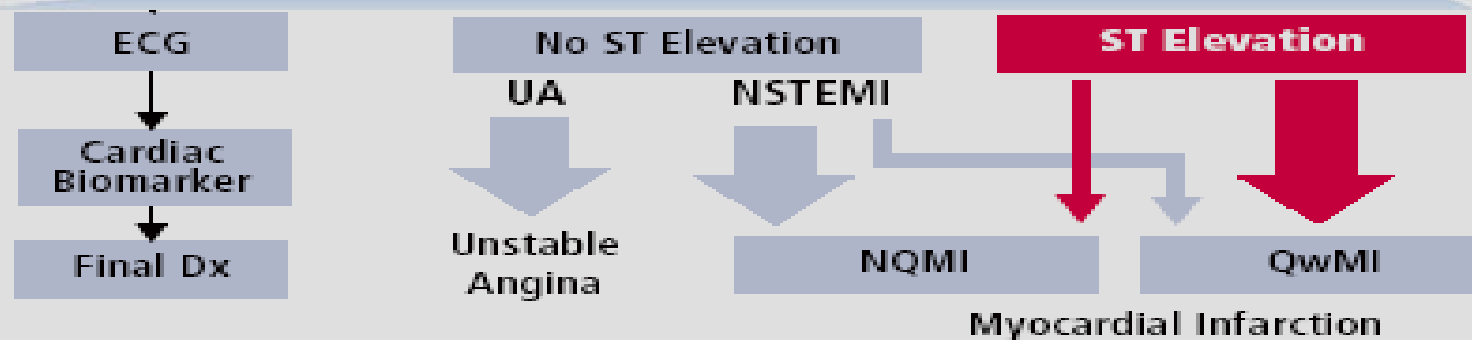 ECG
No ST Elevation
ST Elevation
UA
NSTEMI
Cardiac
Biomarker
Final Dx
Unstable
Angina
NQMI
QwMI
Myocardial Infarction